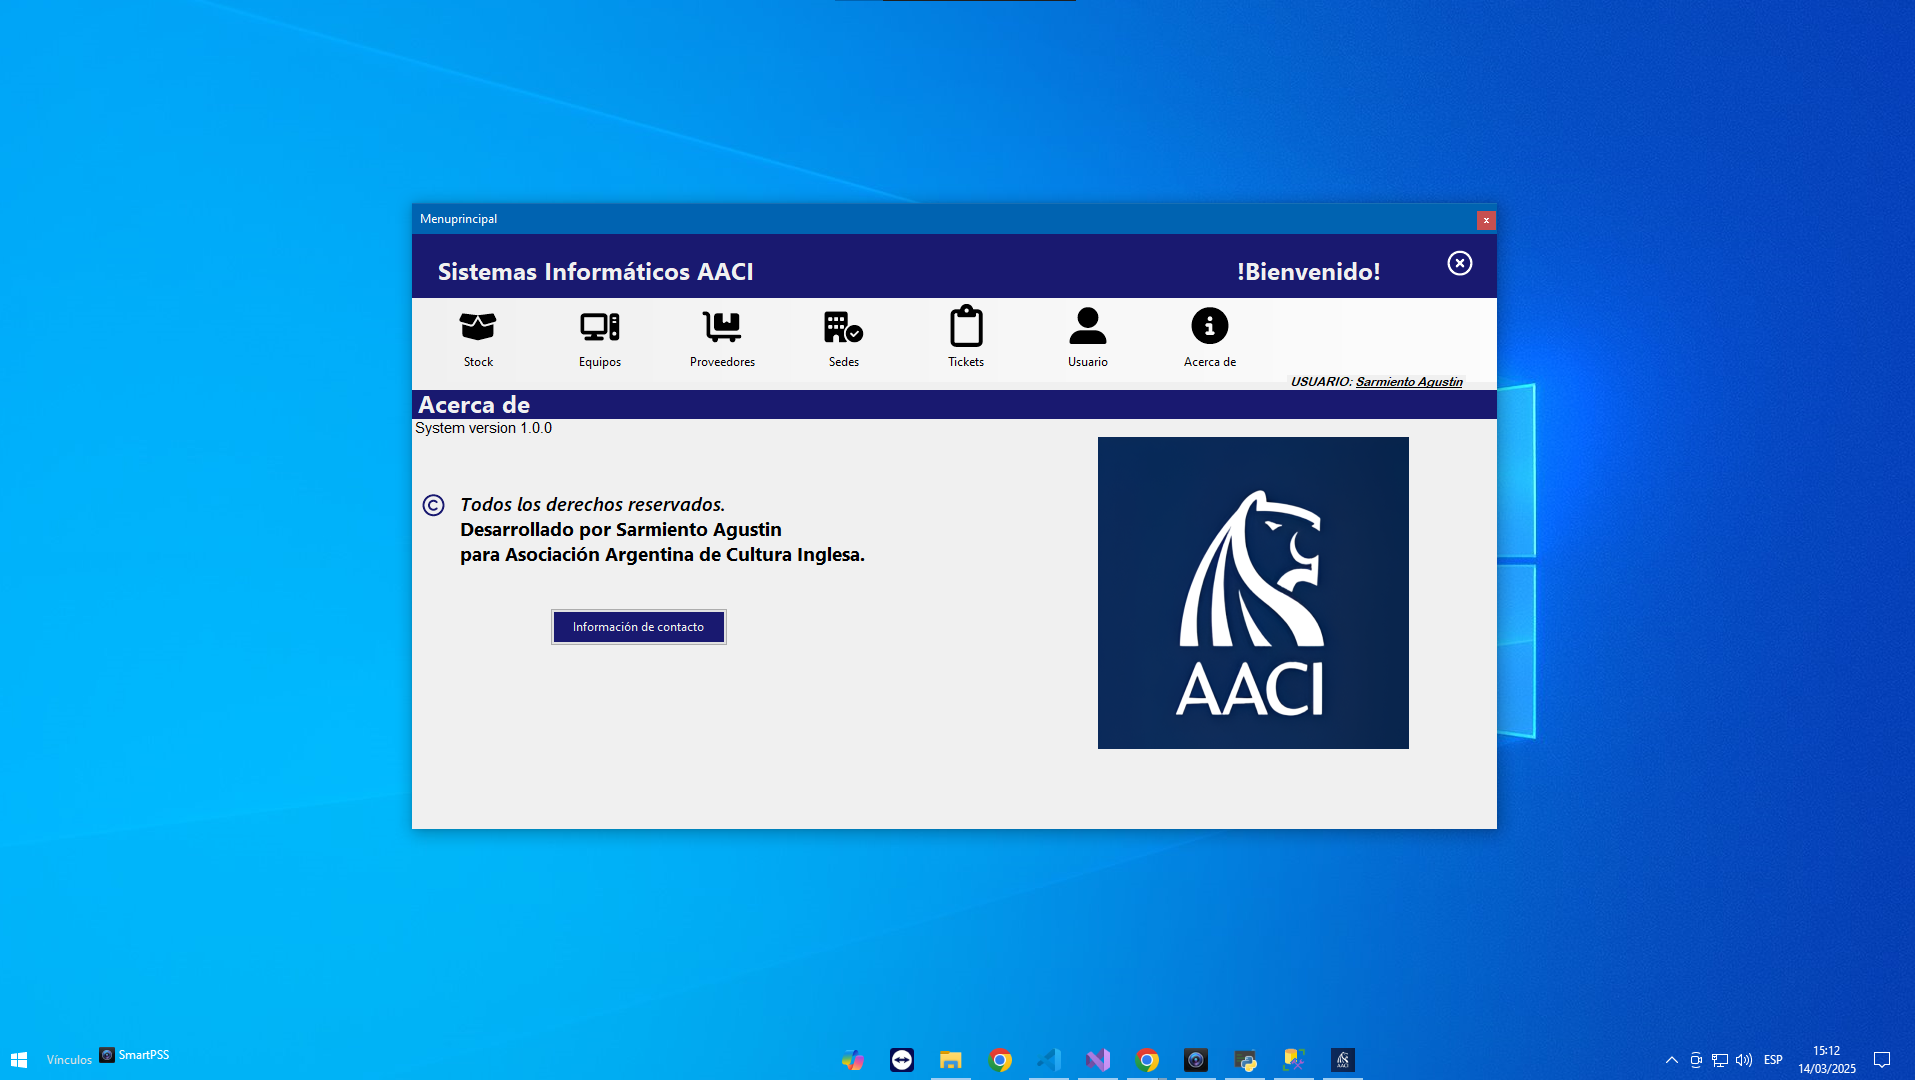 Menuprincipal
x
Sistemas Informáticos AACI
!Bienvenido!
Stock
Equipos
Proveedores
Sedes
Tickets
Usuario
Acerca de
USUARIO: Sarmiento Agustin
Acerca de
System version 1.0.0
© Todos los derechos reservados.
Desarrollado por Sarmiento Agustin
para Asociación Argentina de Cultura Inglesa.
Información de contacto
AACI
Vínculos
SmartPSS
AACI
ESP
15:12
14/03/2025